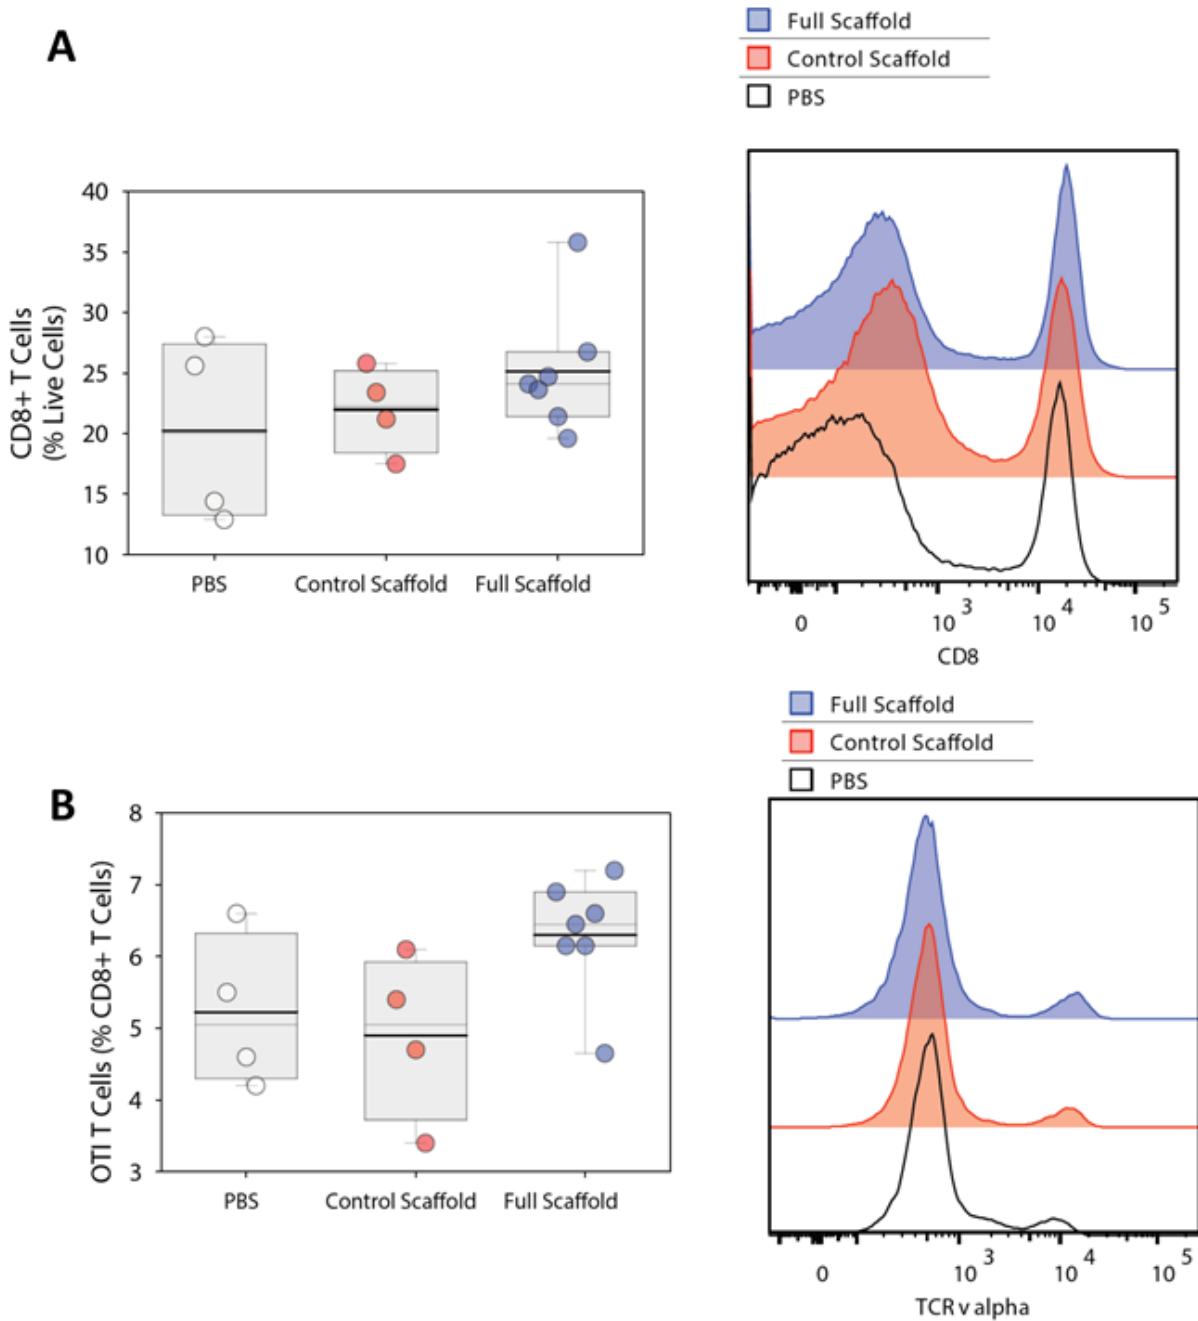 A
Full Scaffold
Control Scaffold
PBS
40
35
30
25
20
15
10
CD8+ T Cells
(% Live Cells)
PBS
Control Scaffold
Full Scaffold
0
10 3
10 4
10 5
CD8
B
Full Scaffold
Control Scaffold
PBS
8
7
6
5
4
3
OTI T Cells (% CD8+ T Cells)
PBS
Control Scaffold
Full Scaffold
0
10 3
10 4
10 5
TCR v alpha